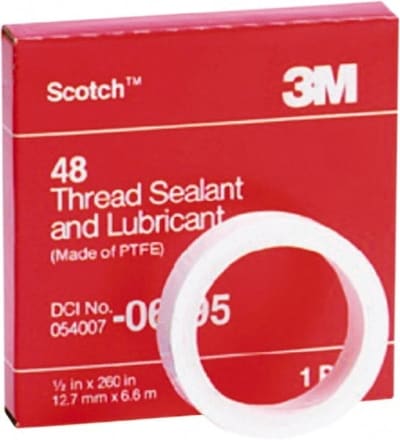 Scotch™ 3M
48
Thread Sealant
and Lubricant
(Made of PTFE)
DCI No.
054007
½ in x 260 in
12.7 mm x 6.6 m
1